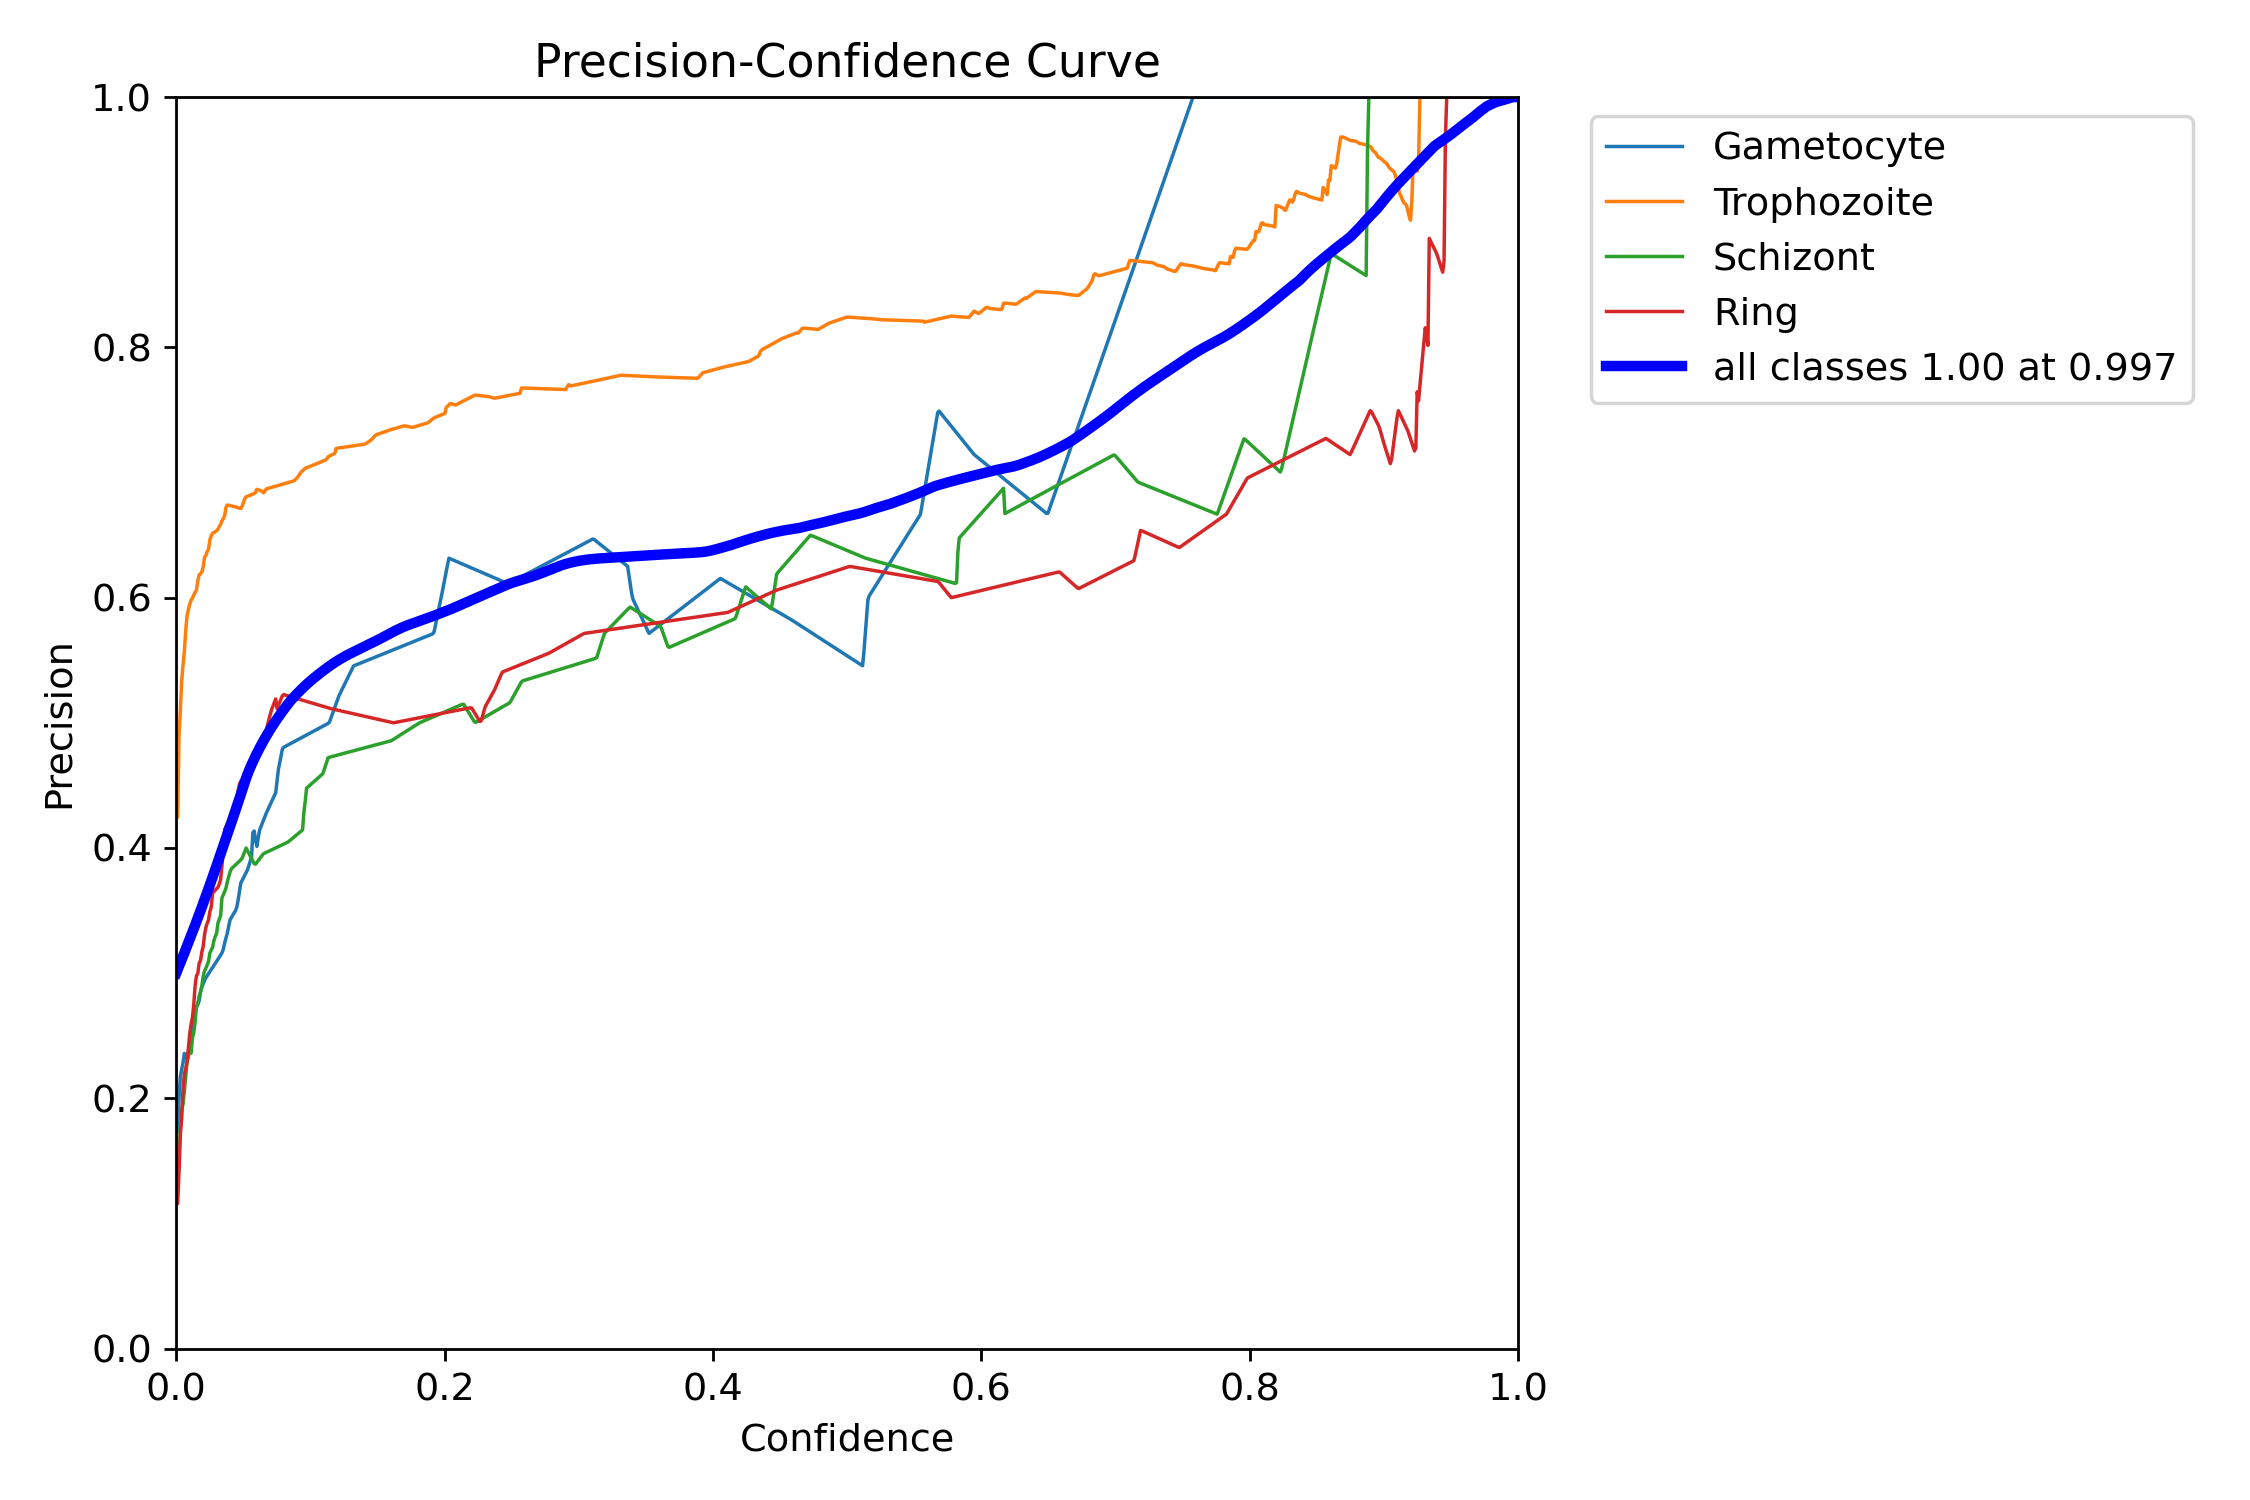 Precision-Confidence Curve
1.0
0.8
0.6
0.4
0.2
0.0
Precision
0.0 0.2 0.4 0.6 0.8 1.0
Confidence
Gametocyte
Trophozoite
Schizont
Ring
all classes 1.00 at 0.997